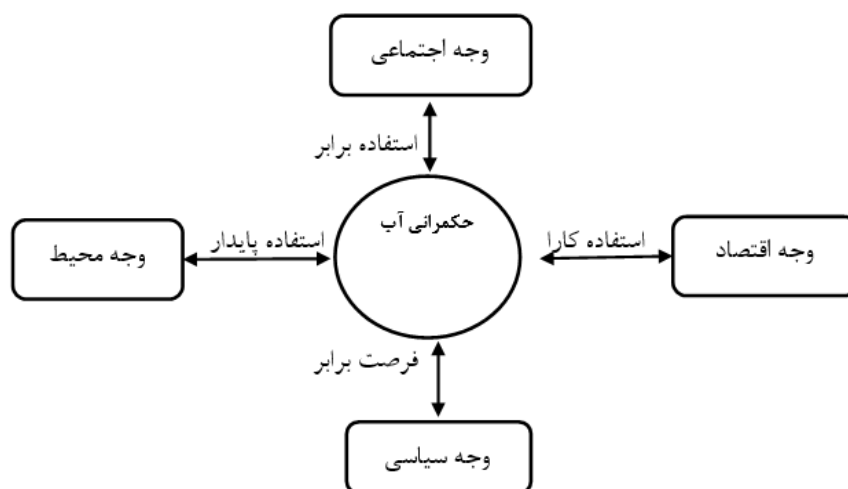 وجه اجتماعی
استفاده برابر
حکمرانی آب
وجه اقتصاد
استفاده کارا
استفاده پایدار
وجه محیط
فرصت برابر
وجه سیاسی